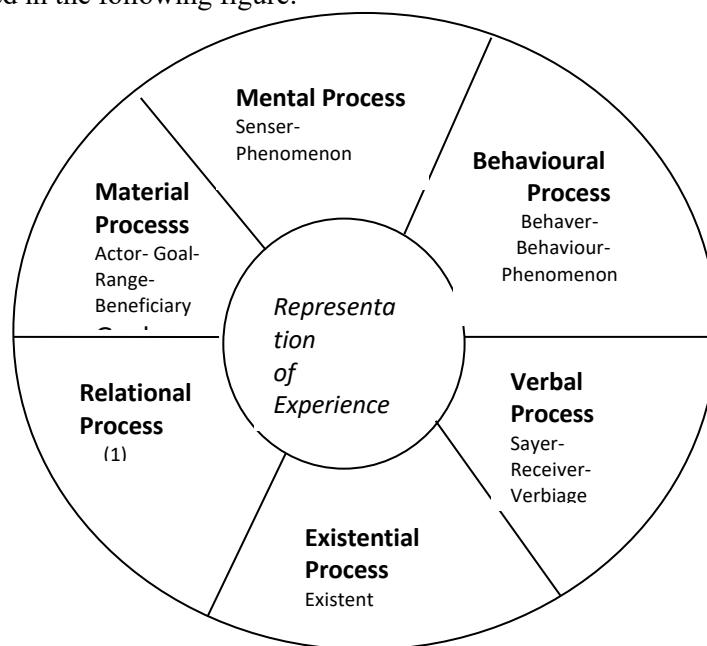 ed in the following figure.
Mental Process
Senser-
Phenomenon
Behavioural
Process
Behaver-
Behaviour-
Phenomenon
Material
Processs
Actor- Goal-
Range-
Beneficiary
Representa
tion
of
Experience
Relational
Process
(1)
Verbal
Process
Sayer-
Receiver-
Verbiage
Existential
Process
Existent